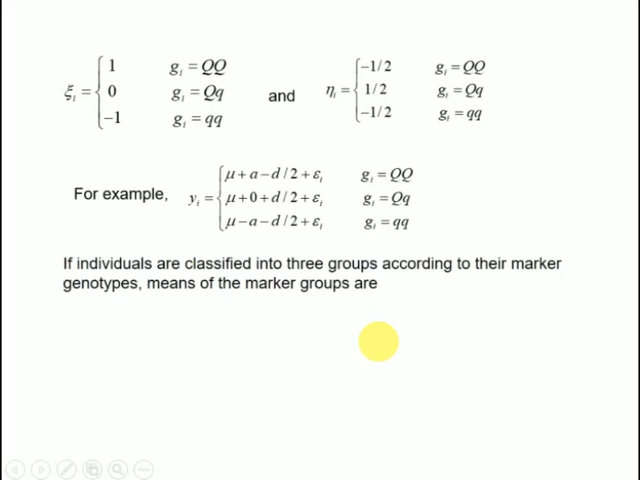 ξᵢ = { 1 gᵢ = QQ
0 gᵢ = Qq
−1 gᵢ = qq
and
ηᵢ = { −1/2 gᵢ = QQ
1/2 gᵢ = Qq
−1/2 gᵢ = qq
For example, yᵢ = { μ + a − d / 2 + εᵢ gᵢ = QQ
μ + 0 + d / 2 + εᵢ gᵢ = Qq
μ − a − d / 2 + εᵢ gᵢ = qq
If individuals are classified into three groups according to their marker
genotypes, means of the marker groups are